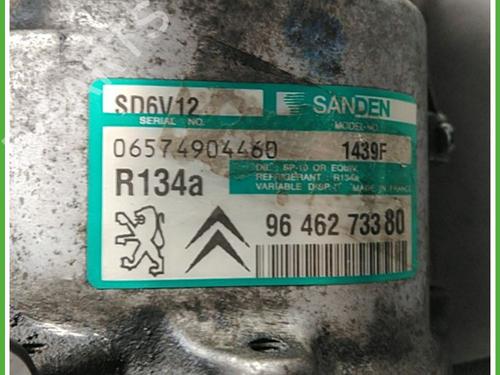 SD6V12 SANDEN
SERIAL NO. MODEL NO.
06574904460 1439F
OIL: SP-10 OR EQUIV.
R134a REFRIGERANT: R134a
VARIABLE DISP. MADE IN FRANCE
96 462 733 80